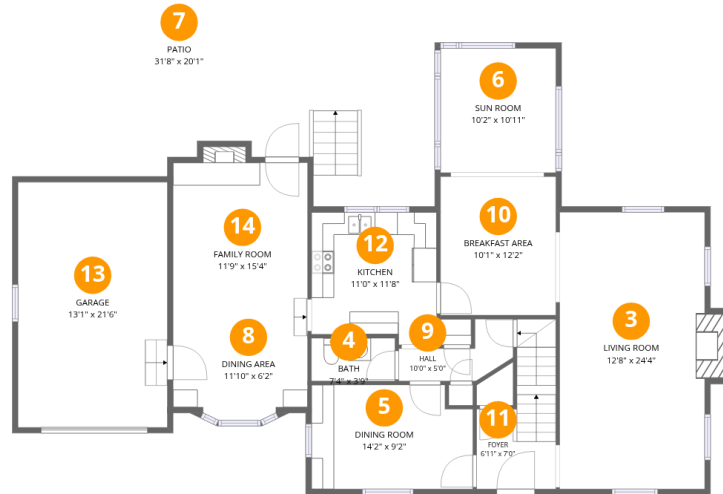 7
PATIO
31'8" x 20'1"
6
SUN ROOM
10'2" x 10'11"
14
FAMILY ROOM
11'9" x 15'4"
12
KITCHEN
11'0" x 11'8"
10
BREAKFAST AREA
10'1" x 12'2"
13
GARAGE
13'1" x 21'6"
8
DINING AREA
11'10" x 6'2"
4
BATH
7'4" x 3'9"
9
HALL
10'0" x 5'0"
3
LIVING ROOM
12'8" x 24'4"
5
DINING ROOM
14'2" x 9'2"
11
FOYER
6'11" x 7'0"